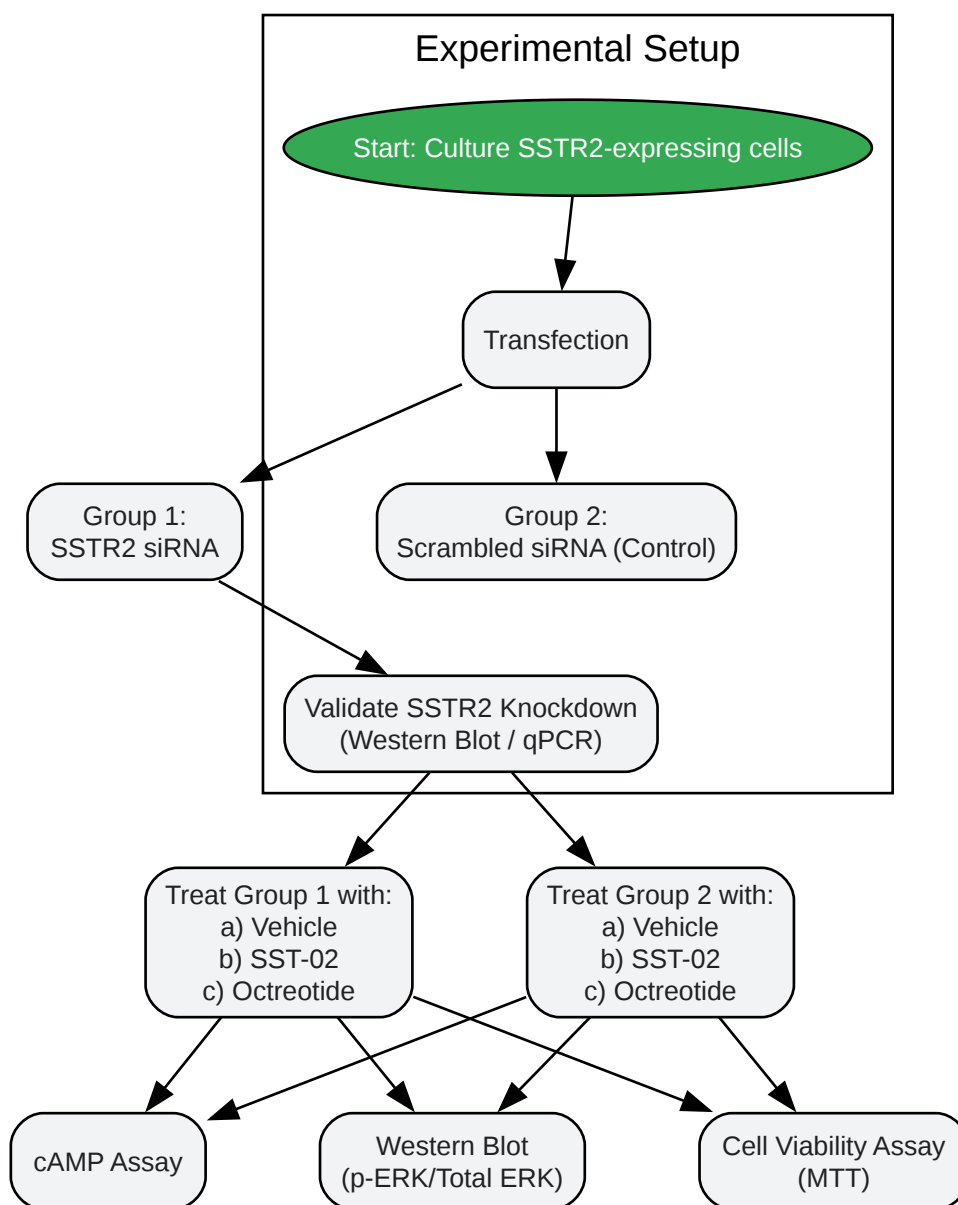 Experimental Setup
Start: Culture SSTR2-expressing cells
Transfection
Group 1:
SSTR2 siRNA
Group 2:
Scrambled siRNA (Control)
Validate SSTR2 Knockdown
(Western Blot / qPCR)
Treat Group 1 with:
a) Vehicle
b) SST-02
c) Octreotide
Treat Group 2 with:
a) Vehicle
b) SST-02
c) Octreotide
cAMP Assay
Western Blot
(p-ERK/Total ERK)
Cell Viability Assay
(MTT)